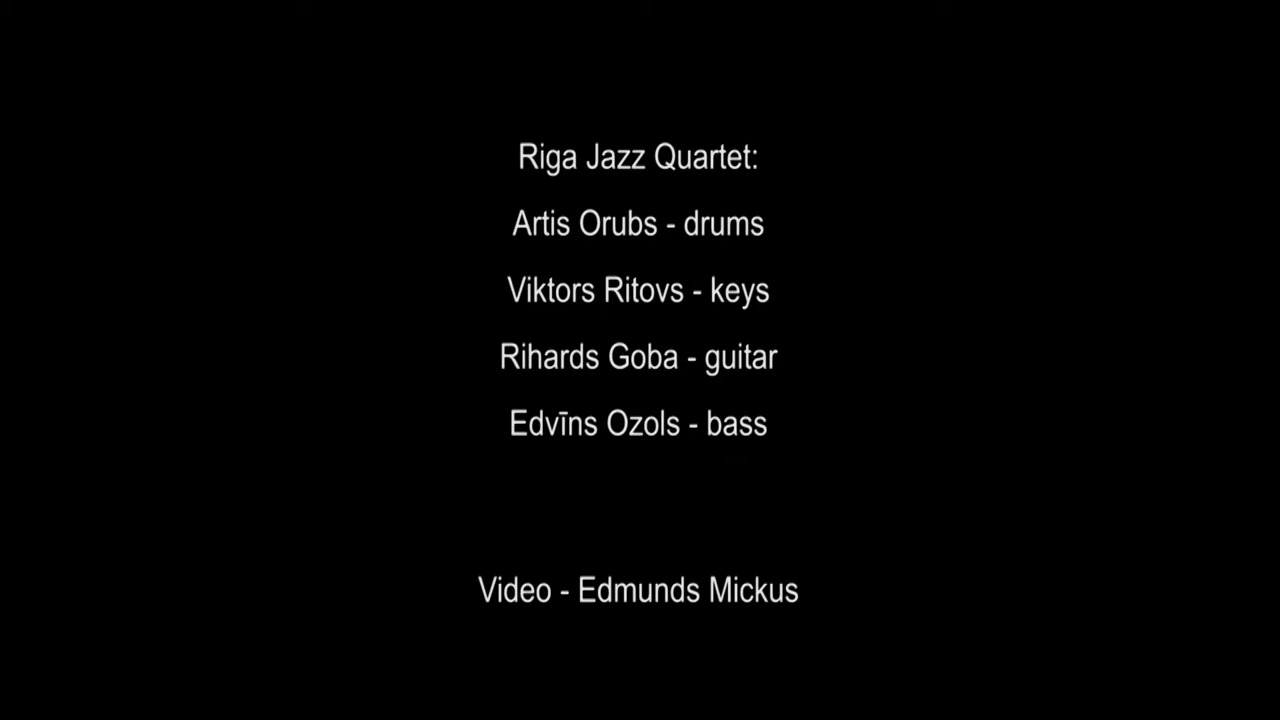 Riga Jazz Quartet:
Artis Orubs - drums
Viktors Ritovs - keys
Rihards Goba - guitar
Edvīns Ozols - bass
Video - Edmunds Mickus